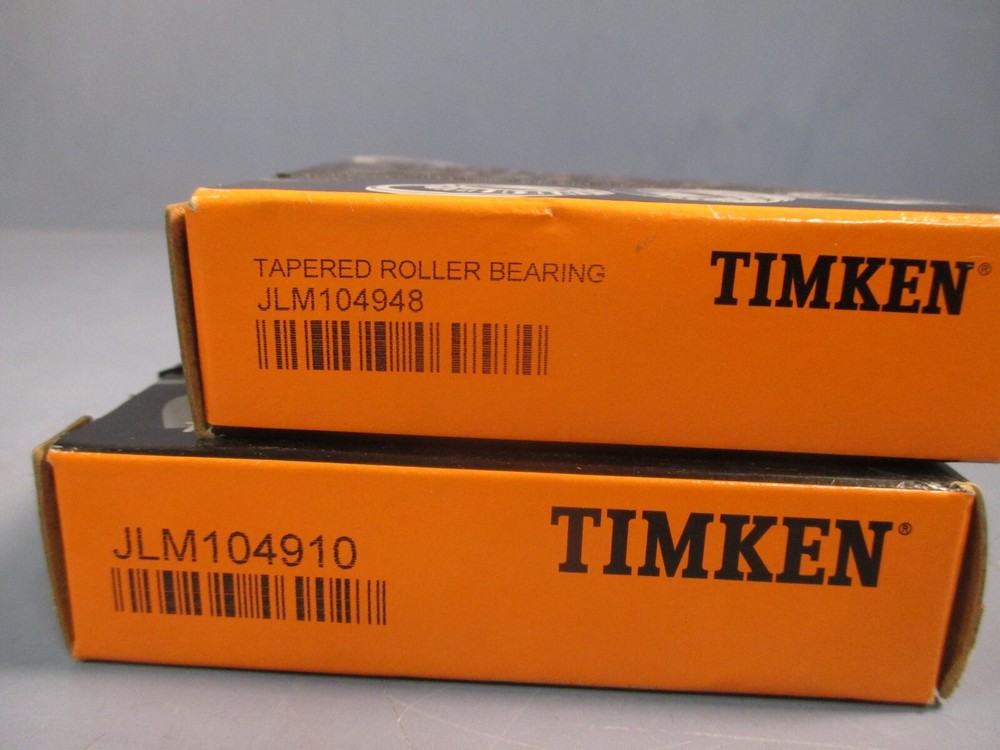 TAPERED ROLLER BEARING
JLM104948
TIMKEN®
JLM104910
TIMKEN®